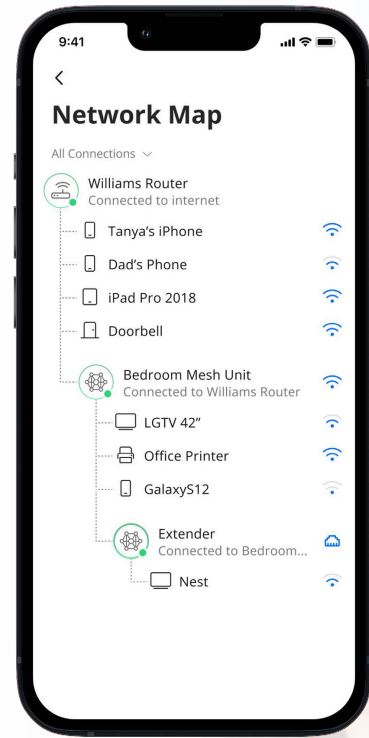 9:41
Network Map
All Connections
Williams Router
Connected to internet
Tanya's iPhone
Dad's Phone
iPad Pro 2018
Doorbell
Bedroom Mesh Unit
Connected to Williams Router
LGTV 42”
Office Printer
GalaxyS12
Extender
Connected to Bedroom...
Nest